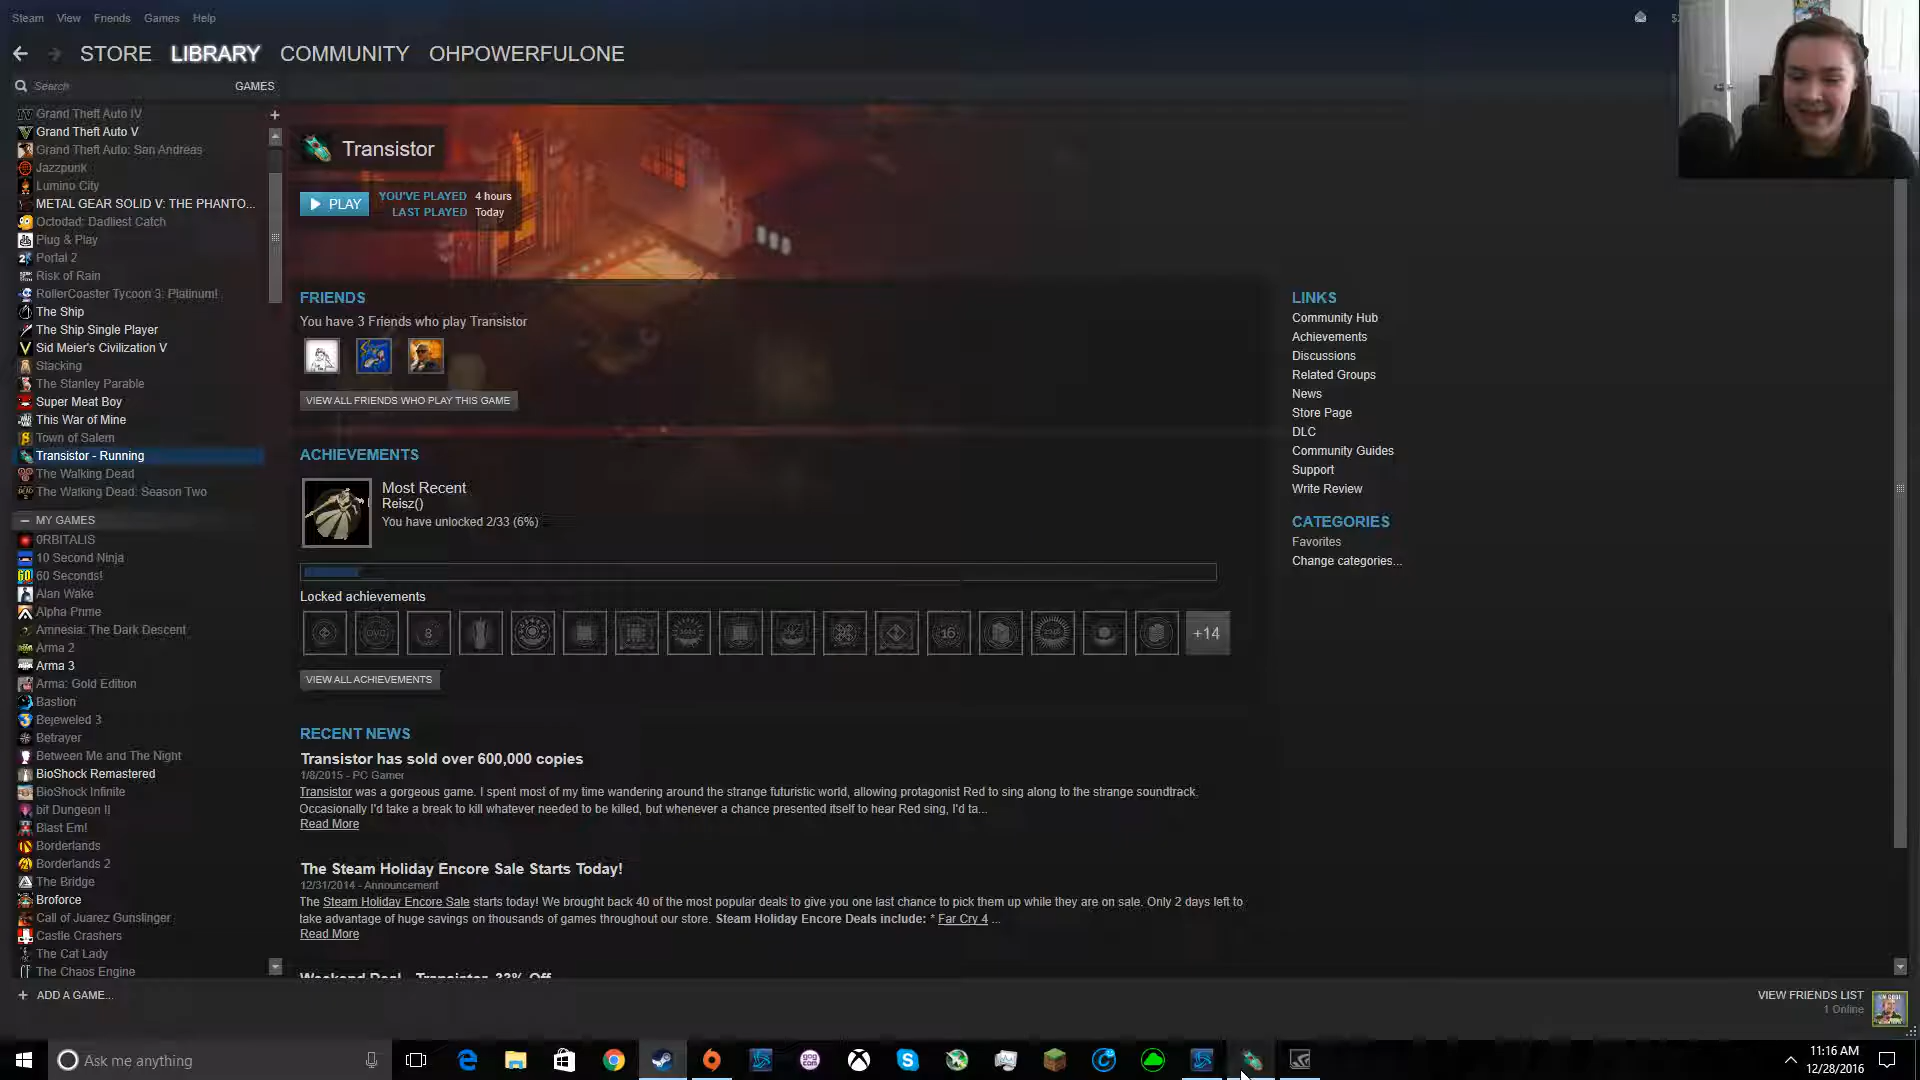 Steam View Friends Games Help
STORE LIBRARY COMMUNITY OHPOWERFULONE
Search GAMES
Grand Theft Auto IV
Grand Theft Auto V
Grand Theft Auto: San Andreas
Jazzpunk
Lumino City
METAL GEAR SOLID V: THE PHANTO...
Octodad: Dadliest Catch
Plug & Play
Portal 2
Risk of Rain
RollerCoaster Tycoon 3: Platinum!
The Ship
The Ship Single Player
Sid Meier's Civilization V
Stacking
The Stanley Parable
Super Meat Boy
This War of Mine
Town of Salem
Transistor - Running
The Walking Dead
The Walking Dead: Season Two
MY GAMES
0RBITALIS
10 Second Ninja
60 Seconds!
Alan Wake
Alpha Prime
Amnesia: The Dark Descent
Arma 2
Arma 3
Arma: Gold Edition
Bastion
Bejeweled 3
Betrayer
Between Me and The Night
BioShock Remastered
BioShock Infinite
bit Dungeon II
Blast Em!
Borderlands
Borderlands 2
The Bridge
Broforce
Call of Juarez Gunslinger
Castle Crashers
The Cat Lady
The Chaos Engine
+ ADD A GAME...
Transistor
PLAY
YOU'VE PLAYED 4 hours
LAST PLAYED Today
FRIENDS
You have 3 Friends who play Transistor
VIEW ALL FRIENDS WHO PLAY THIS GAME
ACHIEVEMENTS
Most Recent
Reisz()
You have unlocked 2/33 (6%)
Locked achievements
8
16
+14
VIEW ALL ACHIEVEMENTS
RECENT NEWS
Transistor has sold over 600,000 copies
1/8/2015 - PC Gamer
Transistor was a gorgeous game. I spent most of my time wandering around the strange futuristic world, allowing protagonist Red to sing along to the strange soundtrack.
Occasionally I'd take a break to kill whatever needed to be killed, but whenever a chance presented itself to hear Red sing, I'd ta...
Read More
The Steam Holiday Encore Sale Starts Today!
12/31/2014 - Announcement
The Steam Holiday Encore Sale starts today! We brought back 40 of the most popular deals to give you one last chance to pick them up while they are on sale. Only 2 days left to
take advantage of huge savings on thousands of games throughout our store. Steam Holiday Encore Deals include: * Far Cry 4 ...
Read More
Weekend Deal - Transistor, 33% Off
LINKS
Community Hub
Achievements
Discussions
Related Groups
News
Store Page
DLC
Community Guides
Support
Write Review
CATEGORIES
Favorites
Change categories...
VIEW FRIENDS LIST
1 Online
Ask me anything
gog
com
11:16 AM
12/28/2016